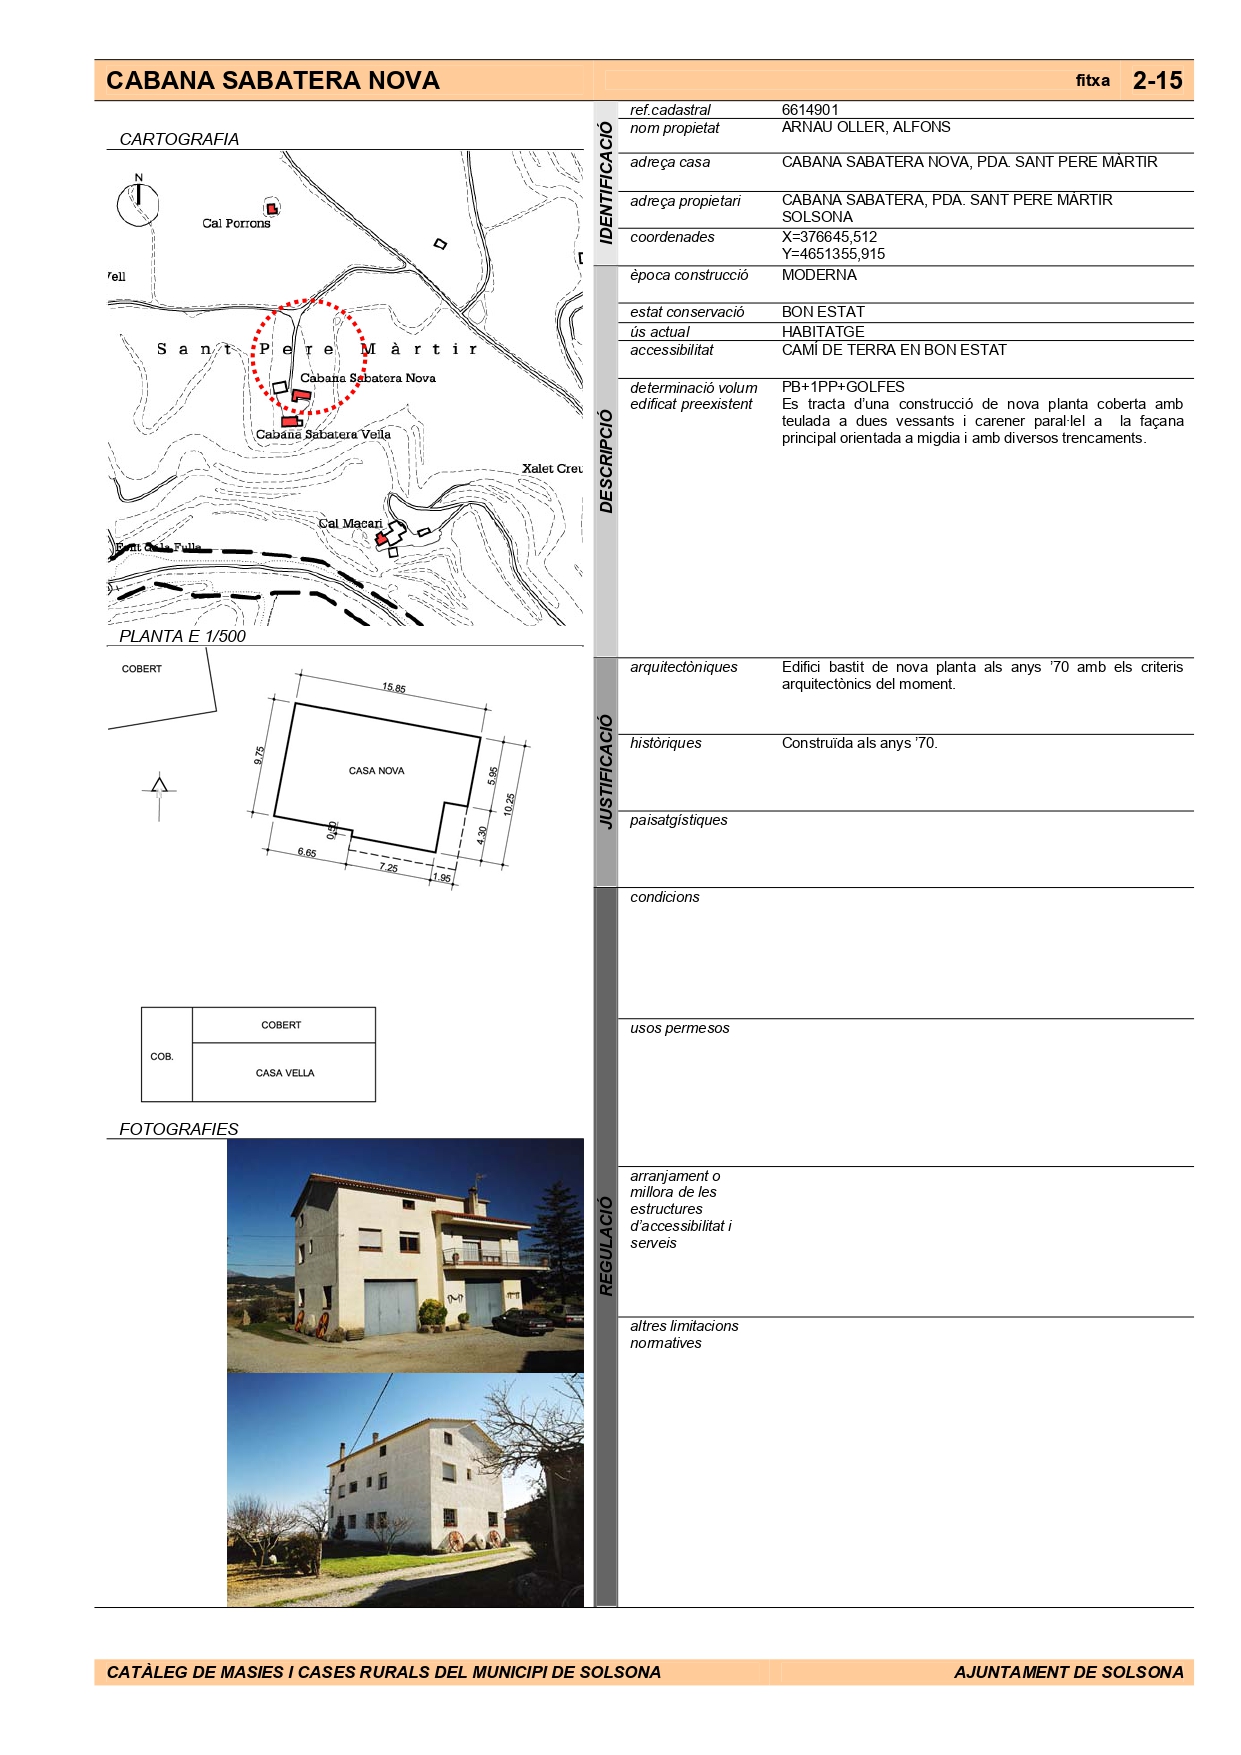 CABANA SABATERA NOVA
fitxa 2-15
CARTOGRAFIA
N
Cal Porrons
Sant Pere Màrtir
Cabana Sabatera Nova
Cabana Sabatera Vella
Xalet Creu
Cal Macari
Font de la Fulla
PLANTA E 1/500
COBERT
15.85
9.75
CASA NOVA
5.95
10.25
4.30
0.50
6.65
7.25
1.95
COBERT
COB.
CASA VELLA
FOTOGRAFIES
IDENTIFICACIÓ
ref.cadastral 6614901
nom propietat ARNAU OLLER, ALFONS
adreça casa CABANA SABATERA NOVA, PDA. SANT PERE MÀRTIR
adreça propietari CABANA SABATERA, PDA. SANT PERE MÀRTIR
SOLSONA
coordenades X=376645,512
Y=4651355,915
DESCRIPCIÓ
època construcció MODERNA
estat conservació BON ESTAT
ús actual HABITATGE
accessibilitat CAMÍ DE TERRA EN BON ESTAT
determinació volum PB+1PP+GOLFES
edificat preexistent Es tracta d’una construcció de nova planta coberta amb
teulada a dues vessants i carener paral·lel a la façana
principal orientada a migdia i amb diversos trencaments.
JUSTIFICACIÓ
arquitectòniques Edifici bastit de nova planta als anys ’70 amb els criteris
arquitectònics del moment.
històriques Construïda als anys ’70.
paisatgístiques
REGULACIÓ
condicions
usos permesos
arranjament o
millora de les
estructures
d’accessibilitat i
serveis
altres limitacions
normatives
CATÀLEG DE MASIES I CASES RURALS DEL MUNICIPI DE SOLSONA
AJUNTAMENT DE SOLSONA